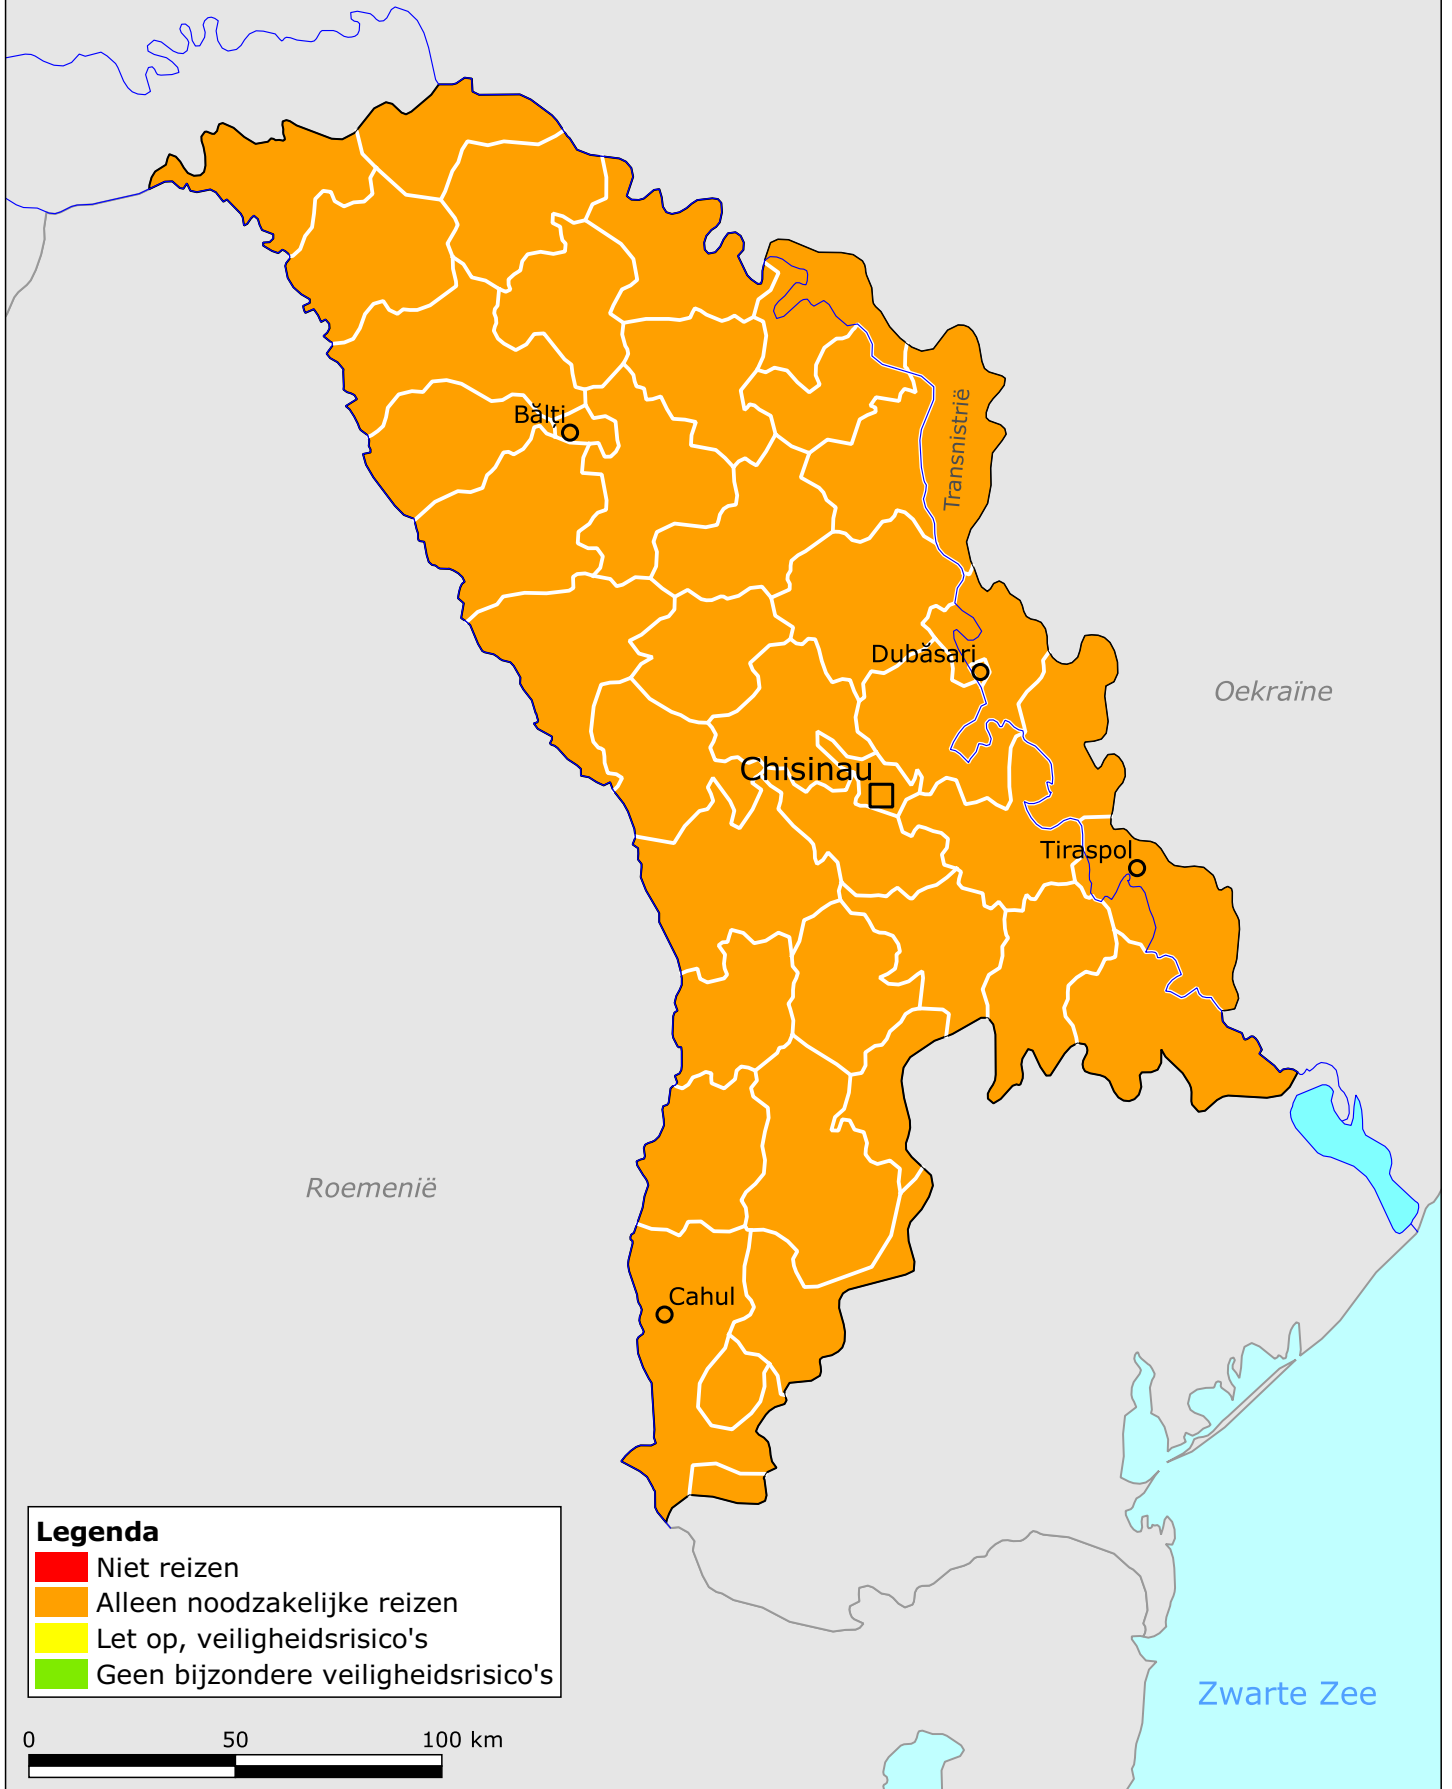 Bălți
Transnistrië
Dubăsari
Oekraïne
Chisinau
Tiraspol
Roemenië
Cahul
Legenda
Niet reizen
Alleen noodzakelijke reizen
Let op, veiligheidsrisico's
Geen bijzondere veiligheidsrisico's
Zwarte Zee
0 50 100 km